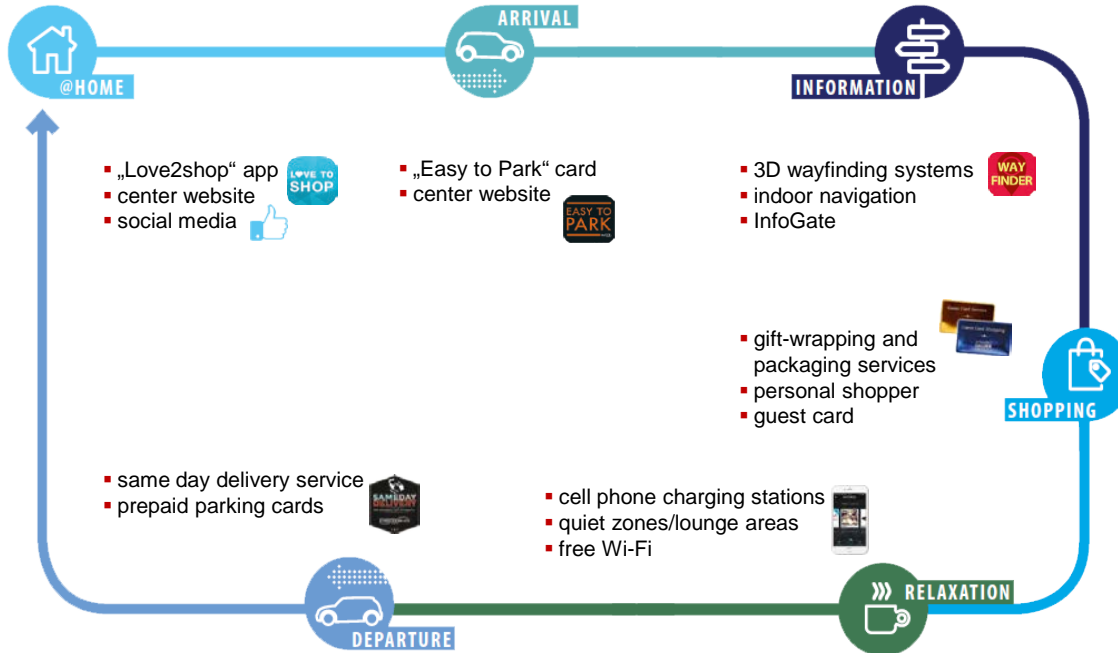 ARRIVAL
@HOME
INFORMATION
▪ „Love2shop“ app
▪ center website
▪ social media
LOVE TO
SHOP
▪ „Easy to Park“ card
▪ center website
EASY TO
PARK
▪ 3D wayfinding systems
▪ indoor navigation
▪ InfoGate
WAY
FINDER
▪ gift-wrapping and
packaging services
▪ personal shopper
▪ guest card
SHOPPING
▪ same day delivery service
▪ prepaid parking cards
SAMEDAY
DELIVERY
▪ cell phone charging stations
▪ quiet zones/lounge areas
▪ free Wi-Fi
RELAXATION
DEPARTURE